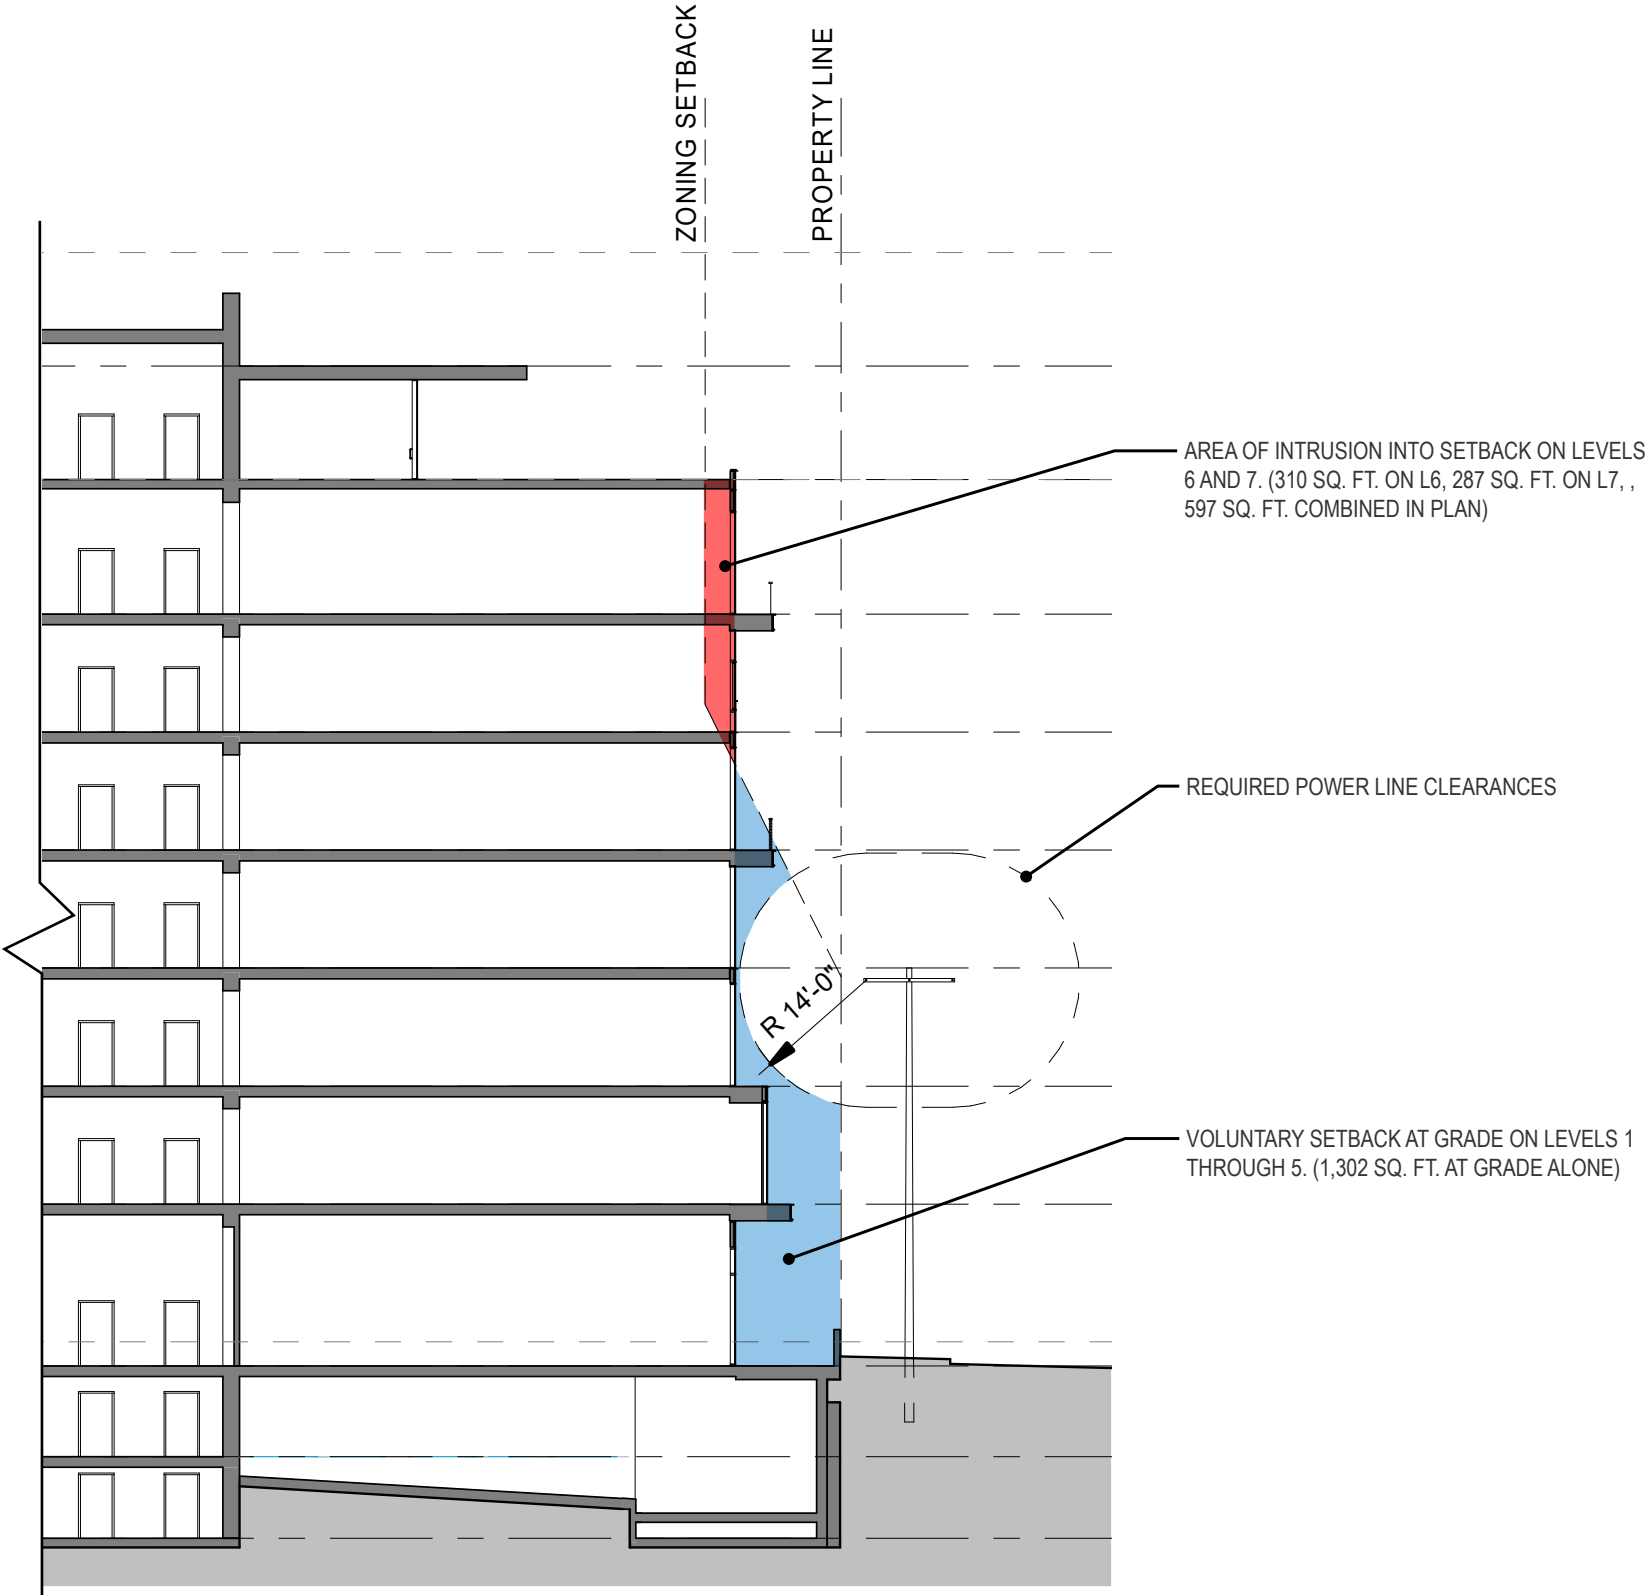 ZONING SETBACK
PROPERTY LINE
AREA OF INTRUSION INTO SETBACK ON LEVELS
6 AND 7. (310 SQ. FT. ON L6, 287 SQ. FT. ON L7, ,
597 SQ. FT. COMBINED IN PLAN)
REQUIRED POWER LINE CLEARANCES
R 14'-0"
VOLUNTARY SETBACK AT GRADE ON LEVELS 1
THROUGH 5. (1,302 SQ. FT. AT GRADE ALONE)